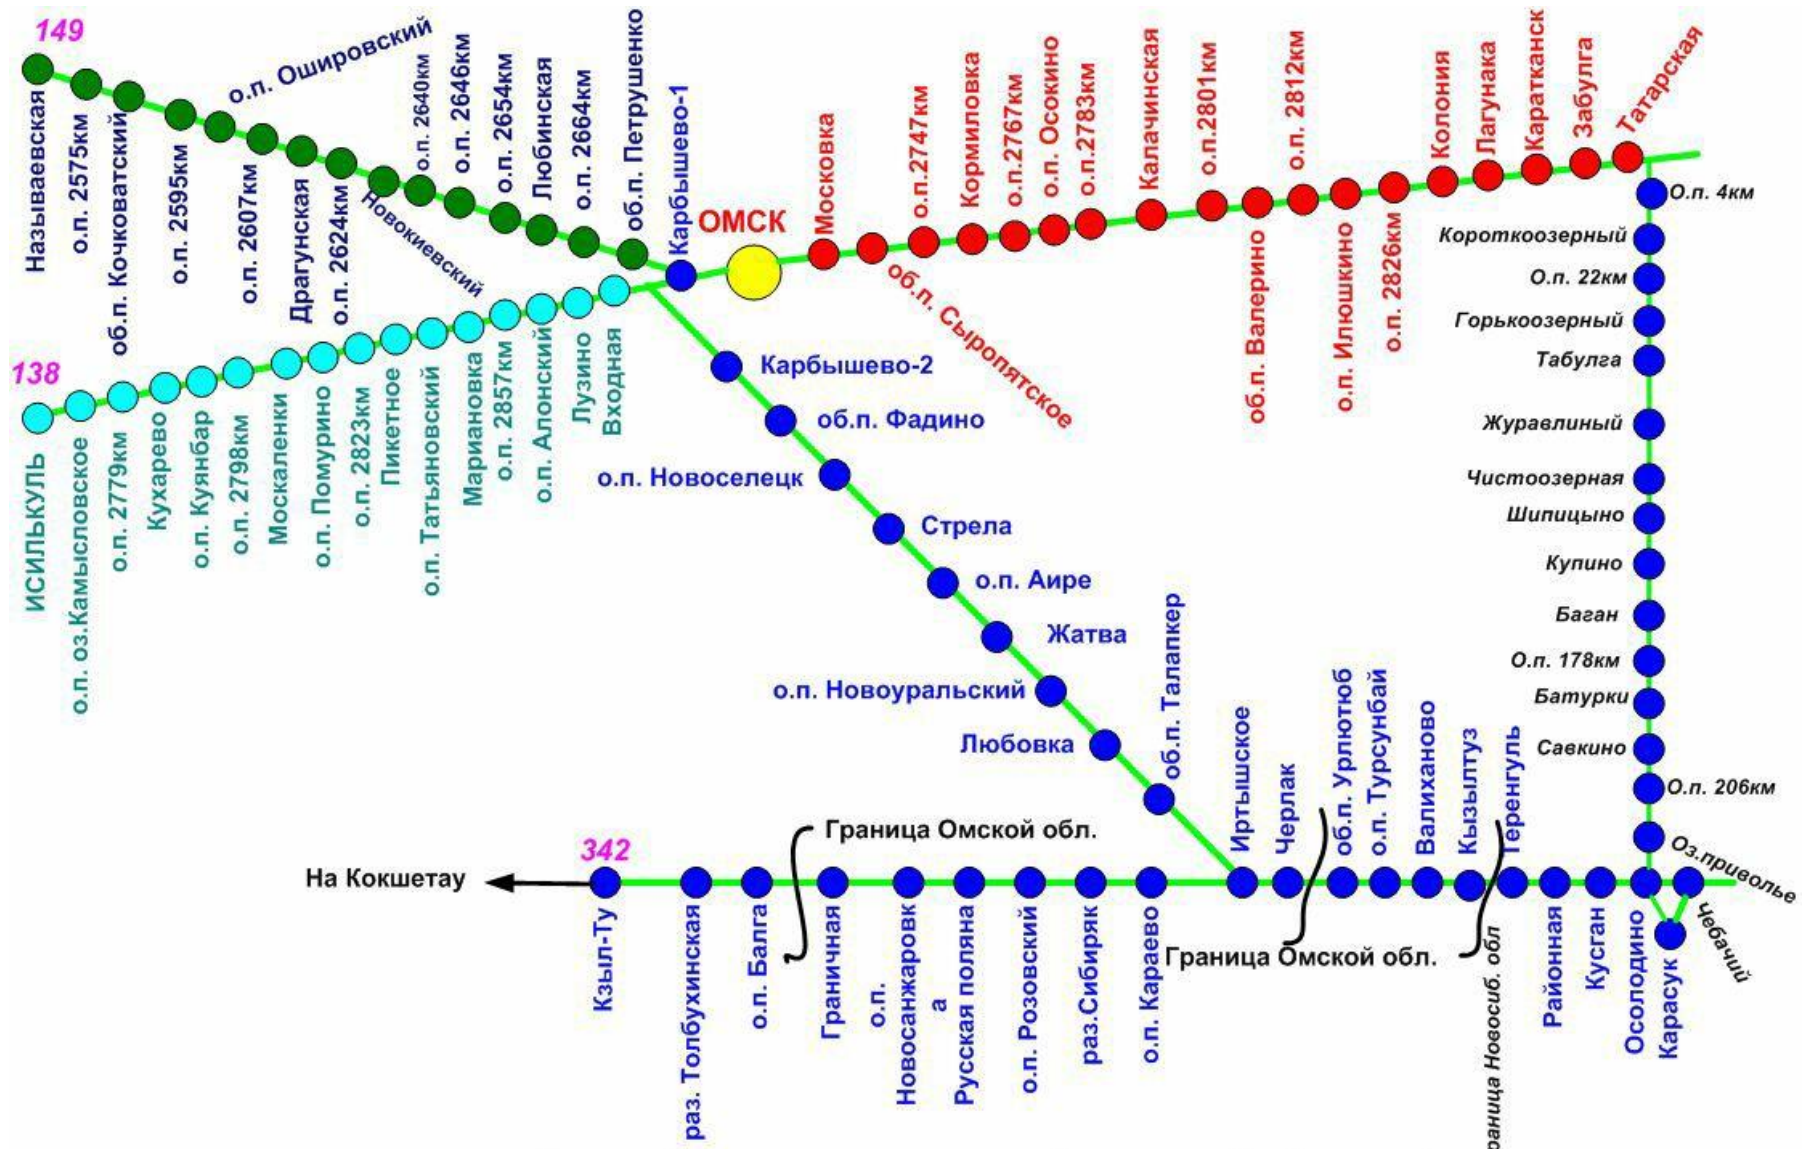 149
Называевская
о.п. 2575км
об.п. Кочковатский
о.п. 2595км
о.п. Ошировский
о.п. 2607км
Драгунская
о.п. 2624км
Новокиевский
о.п. 2640км
о.п. 2646км
о.п. 2654км
Любинская
о.п. 2664км
об.п. Петрушенко
Карбышево-1
ОМСК
Московка
об.п. Сыропятское
о.п.2747км
Кормиловка
о.п.2767км
о.п. Осокино
о.п.2783км
Калачинская
о.п.2801км
об.п. Валерино
о.п. 2812км
о.п. Илюшкино
о.п. 2826км
Колония
Лагунака
Каратканск
Забулга
Татарская
138
ИСИЛЬКУЛЬ
о.п. оз.Камысловское
о.п. 2779км
Кухарево
о.п. Куянбар
о.п. 2798км
Москаленки
о.п. Помурино
о.п. 2823км
Пикетное
о.п. Татьяновский
Мариановка
о.п. 2857км
о.п. Алонский
Лузино
Входная
Карбышево-2
об.п. Фадино
о.п. Новоселецк
Стрела
о.п. Аире
Жатва
о.п. Новоуральский
Любовка
об.п. Талапкер
О.п. 4км
Короткоозерный
О.п. 22км
Горькоозерный
Табулга
Журавлиный
Чистоозерная
Шипицыно
Купино
Баган
О.п. 178км
Батурки
Савкино
О.п. 206км
Оз.приволье
Чебачий
342
На Кокшетау
Граница Омской обл.
Кзыл-Ту
раз. Толбухинская
о.п. Балга
Граничная
о.п.
Новосанжаровк
а
Русская поляна
о.п. Розовский
раз.Сибиряк
о.п. Караево
Иртышское
Черлак
об.п. Урлютюб
о.п. Турсунбай
Валиханово
Кызылтуз
Теренгуль
Граница Омской обл.
раница Новосиб. обл
Районная
Кусган
Осолодино
Карасук